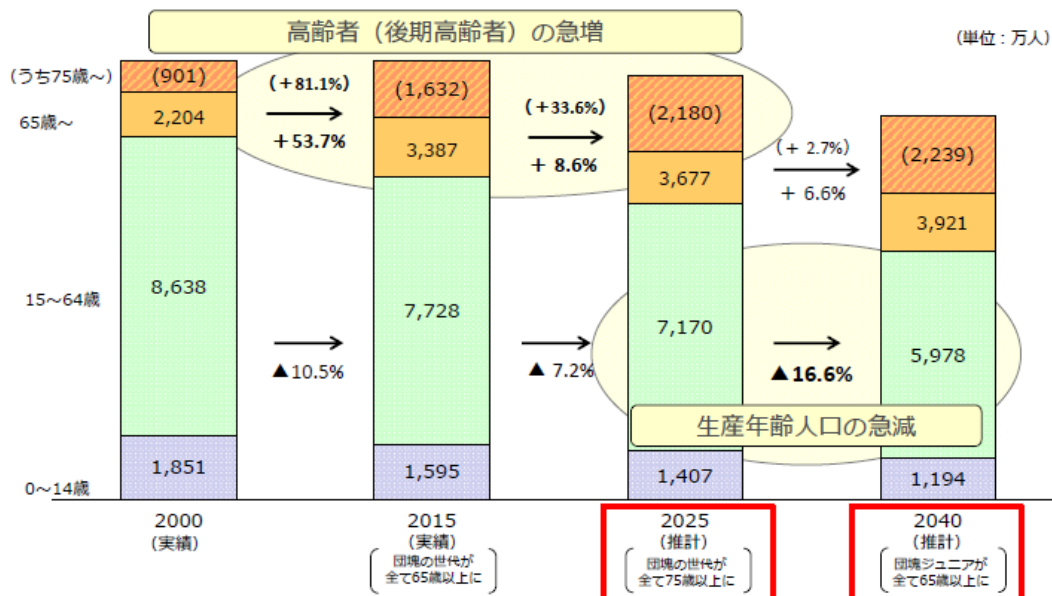 高齢者（後期高齢者）の急増
(単位：万人)
(うち75歳～)
(901)
(＋81.1%)
(1,632)
(＋33.6%)
(2,180)
65歳～
2,204
＋53.7%
3,387
＋ 8.6%
3,677
(＋ 2.7%)
＋ 6.6%
(2,239)
3,921
15～64歳
8,638
7,728
7,170
5,978
▲10.5%
▲ 7.2%
▲16.6%
生産年齢人口の急減
0～14歳
1,851
1,595
1,407
1,194
2000
(実績)
2015
(実績)
団塊の世代が
全て65歳以上に
2025
(推計)
団塊の世代が
全て75歳以上に
2040
(推計)
団塊ジュニアが
全て65歳以上に